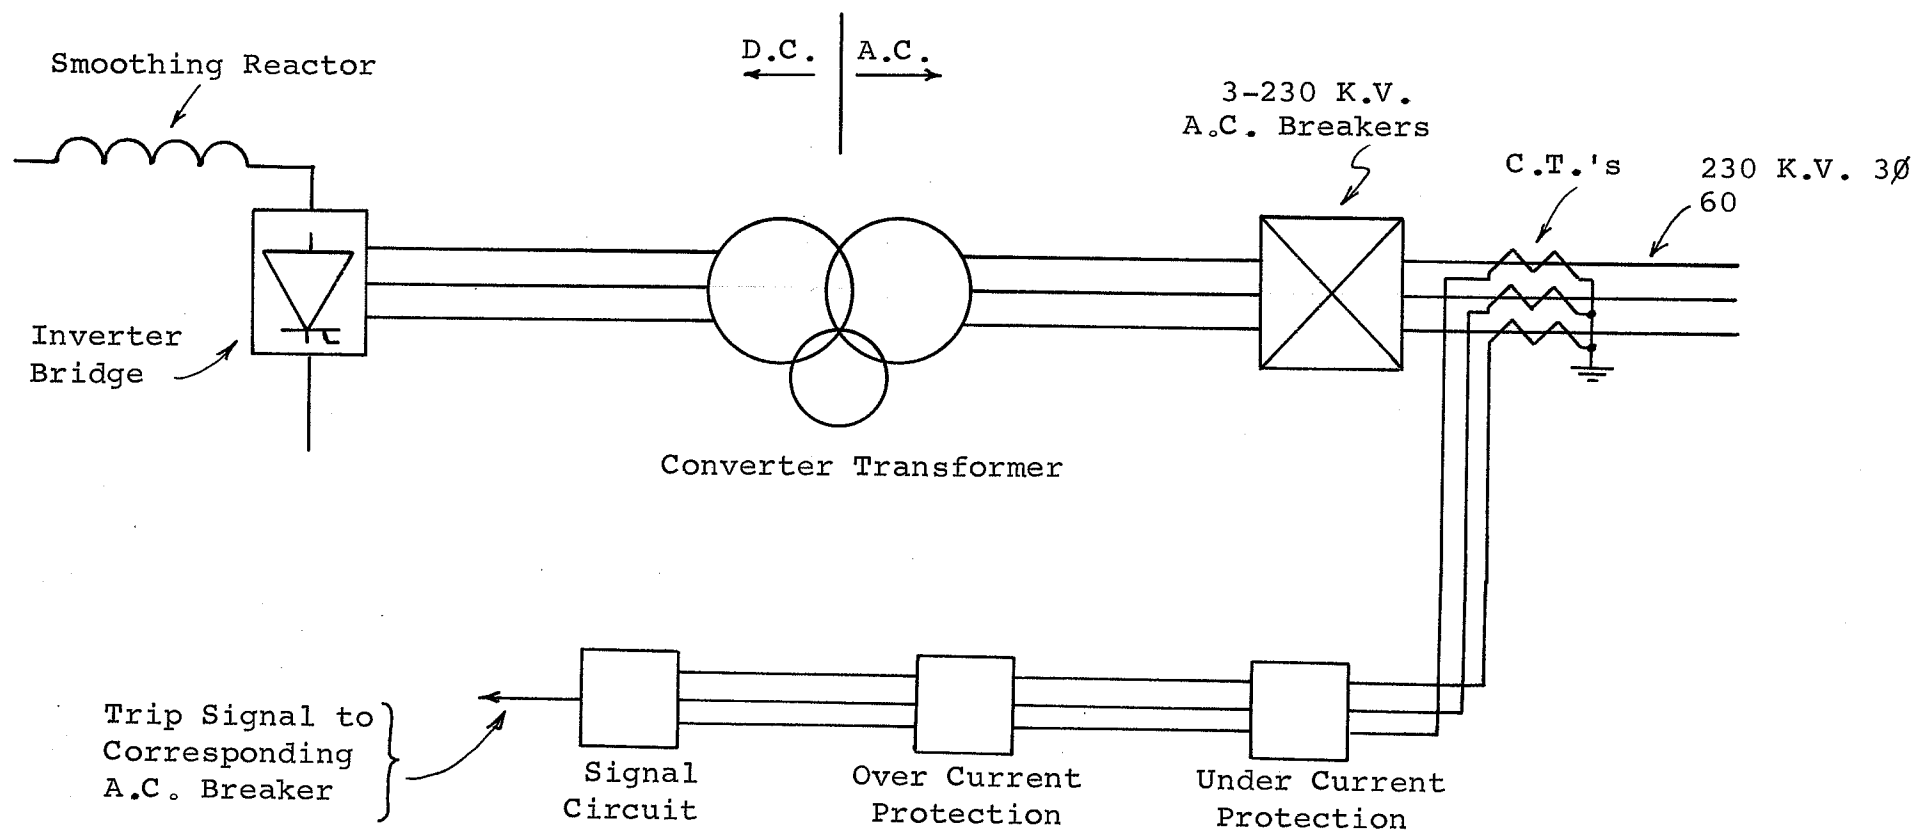 Smoothing Reactor
D.C.
A.C.
3-230 K.V.
A.C. Breakers
C.T.'s
230 K.V. 3Ø
60
Inverter
Bridge
Converter Transformer
Trip Signal to
Corresponding
A.C. Breaker
Signal
Circuit
Over Current
Protection
Under Current
Protection